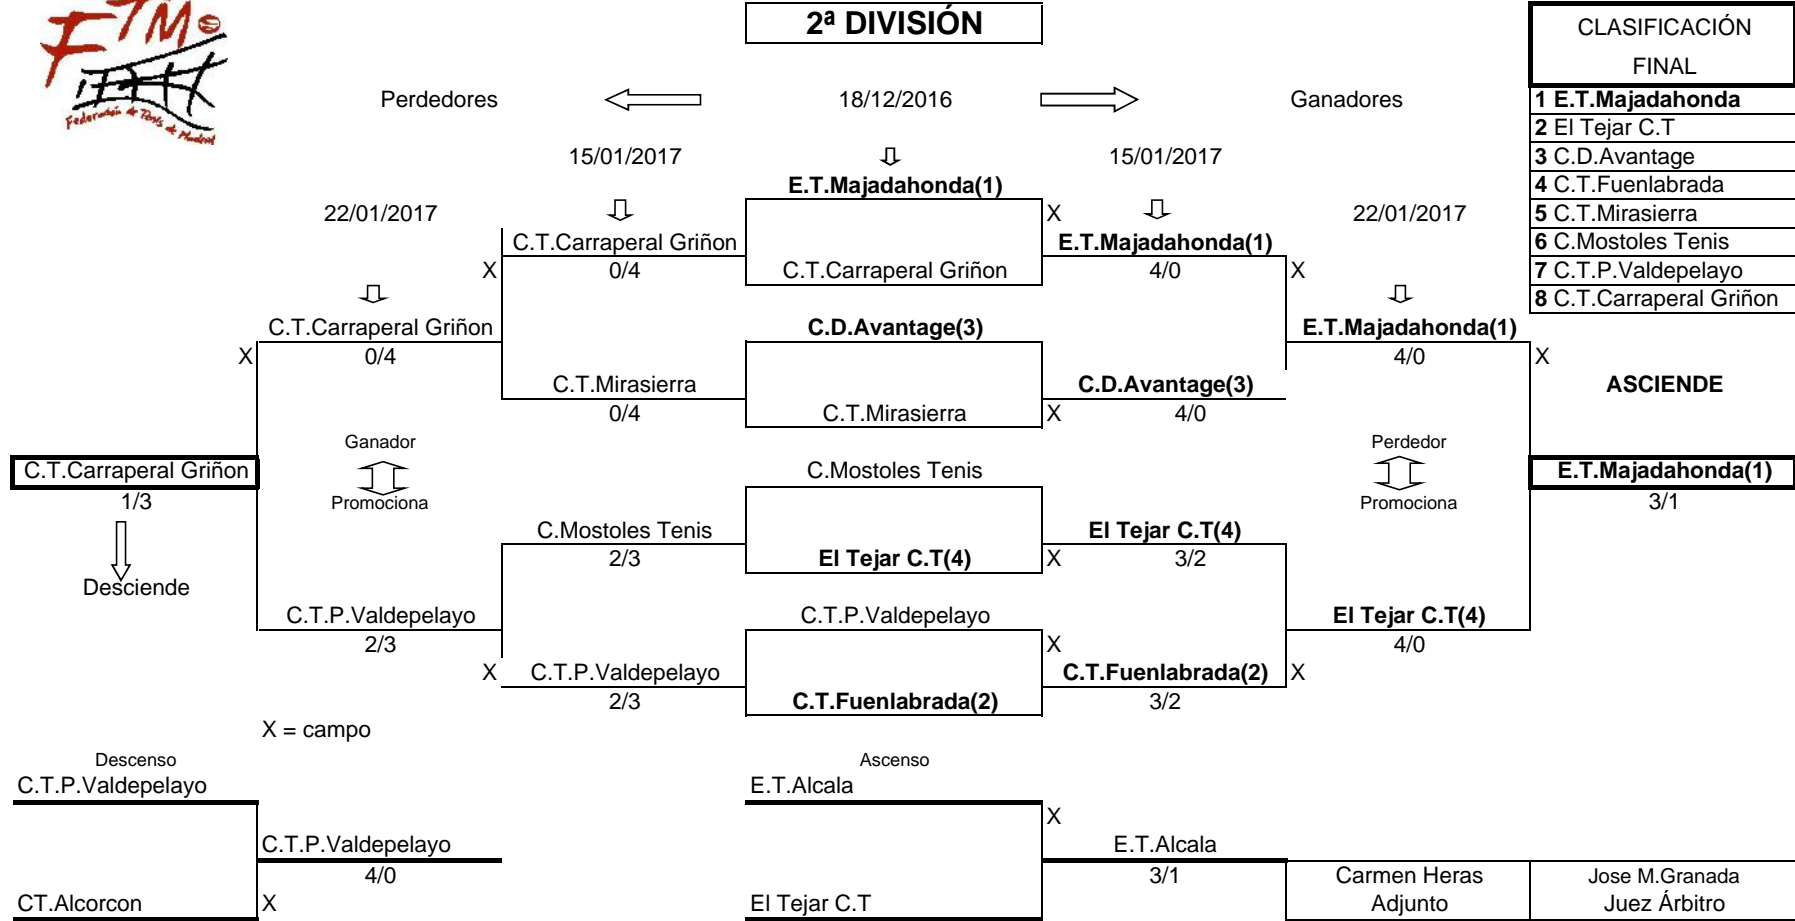 FTM
Federación de Tenis de Madrid
2ª DIVISIÓN
CLASIFICACIÓN
FINAL
Perdedores
18/12/2016
Ganadores
1 E.T.Majadahonda
2 El Tejar C.T
3 C.D.Avantage
4 C.T.Fuenlabrada
5 C.T.Mirasierra
6 C.Mostoles Tenis
7 C.T.P.Valdepelayo
8 C.T.Carraperal Griñon
15/01/2017
15/01/2017
E.T.Majadahonda(1)
22/01/2017
X
22/01/2017
C.T.Carraperal Griñon
E.T.Majadahonda(1)
X
0/4
C.T.Carraperal Griñon
4/0
X
C.T.Carraperal Griñon
C.D.Avantage(3)
E.T.Majadahonda(1)
X
0/4
4/0
X
C.T.Mirasierra
C.D.Avantage(3)
ASCIENDE
0/4
C.T.Mirasierra
X
4/0
Ganador
Perdedor
C.T.Carraperal Griñon
C.Mostoles Tenis
E.T.Majadahonda(1)
1/3
Promociona
Promociona
3/1
C.Mostoles Tenis
El Tejar C.T(4)
2/3
El Tejar C.T(4)
X
3/2
Desciende
C.T.P.Valdepelayo
C.T.P.Valdepelayo
El Tejar C.T(4)
2/3
X
4/0
X
C.T.P.Valdepelayo
C.T.Fuenlabrada(2)
X
2/3
C.T.Fuenlabrada(2)
3/2
X = campo
Descenso
Ascenso
C.T.P.Valdepelayo
E.T.Alcala
X
C.T.P.Valdepelayo
E.T.Alcala
4/0
3/1
Carmen Heras
Jose M.Granada
CT.Alcorcon
X
El Tejar C.T
Adjunto
Juez Árbitro